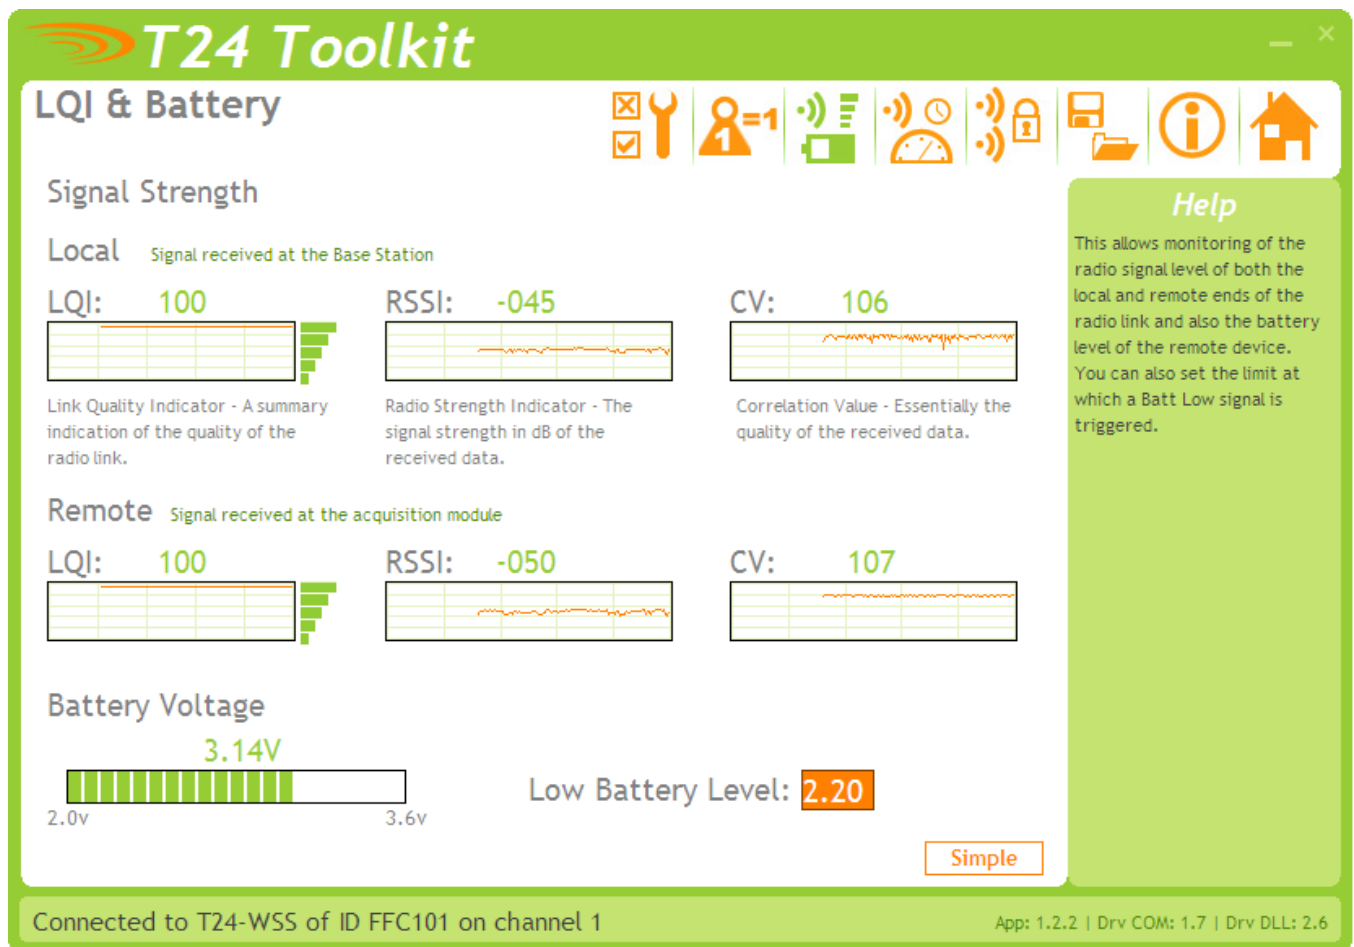 T24 Toolkit
LQI & Battery
1=1
Signal Strength
Local Signal received at the Base Station
LQI: 100 RSSI: -045 CV: 106
Link Quality Indicator - A summary
indication of the quality of the
radio link.
Radio Strength Indicator - The
signal strength in dB of the
received data.
Correlation Value - Essentially the
quality of the received data.
Remote Signal received at the acquisition module
LQI: 100 RSSI: -050 CV: 107
Battery Voltage
3.14V
2.0v 3.6v
Low Battery Level: 2.20
Simple
Help
This allows monitoring of the
radio signal level of both the
local and remote ends of the
radio link and also the battery
level of the remote device.
You can also set the limit at
which a Batt Low signal is
triggered.
Connected to T24-WSS of ID FFC101 on channel 1
App: 1.2.2 | Drv COM: 1.7 | Drv DLL: 2.6